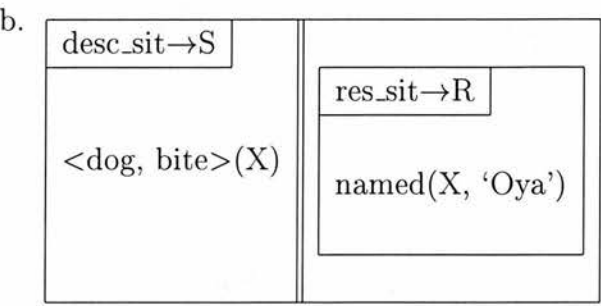 b.
desc_sit→S
<dog, bite>(X)
res_sit→R
named(X, ‘Oya’)